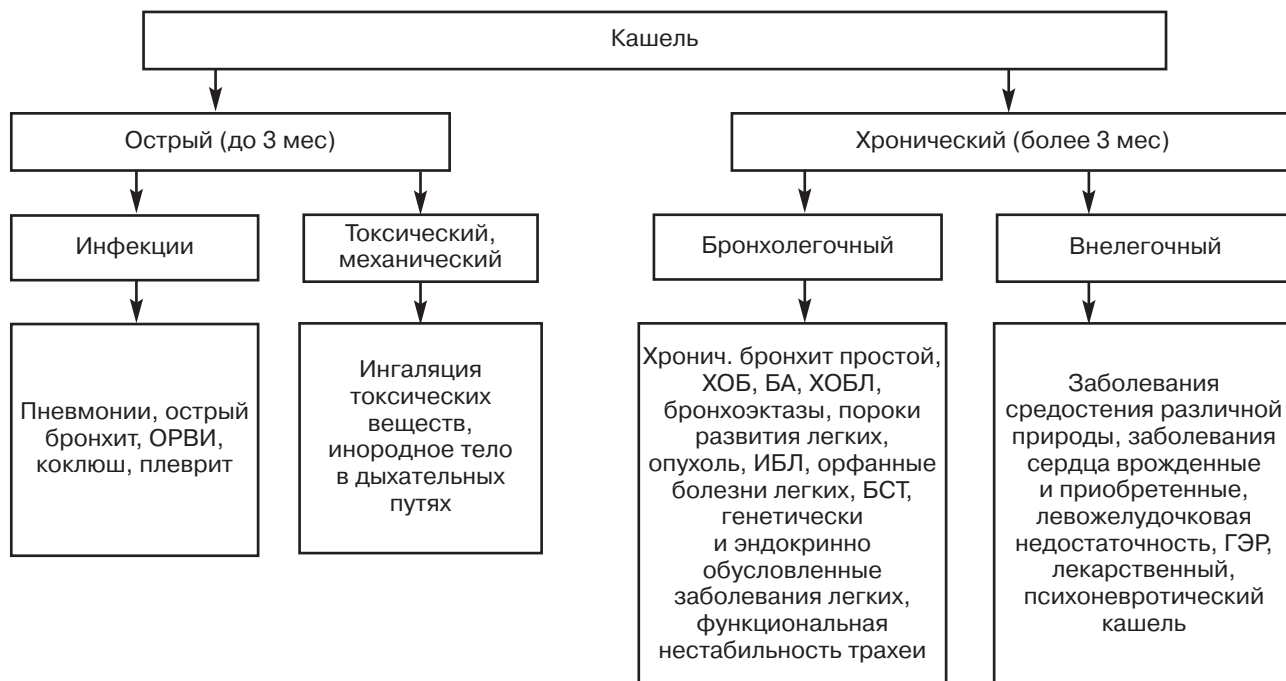 Кашель
Острый (до 3 мес)
Хронический (более 3 мес)
Инфекции
Токсический,
механический
Бронхолегочный
Внелегочный
Пневмонии, острый
бронхит, ОРВИ,
коклюш, плеврит
Ингаляция
токсических
веществ,
инородное тело
в дыхательных
путях
Хронич. бронхит простой,
ХОБ, БА, ХОБЛ,
бронхоэктазы, пороки
развития легких,
опухоль, ИБЛ, орфанные
болезни легких, БСТ,
генетически
и эндокринно
обусловленные
заболевания легких,
функциональная
нестабильность трахеи
Заболевания
средостения различной
природы, заболевания
сердца врожденные
и приобретенные,
левожелудочковая
недостаточность, ГЭР,
лекарственный,
психоневротический
кашель